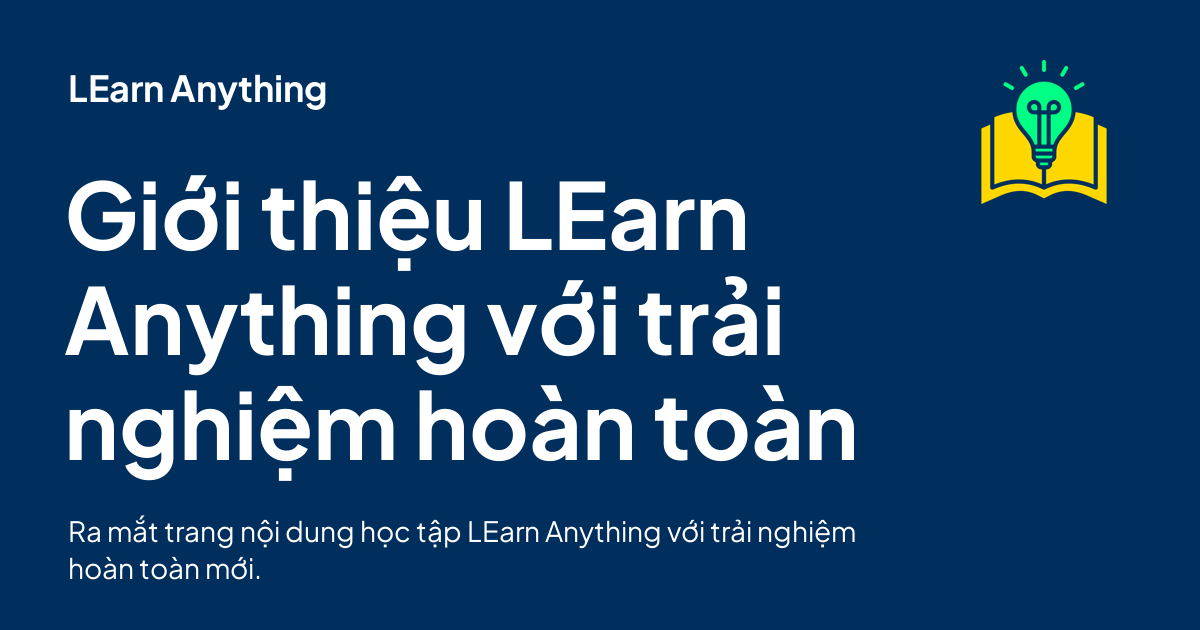 LEarn Anything
Giới thiệu LEarn
Anything với trải
nghiệm hoàn toàn
Ra mắt trang nội dung học tập LEarn Anything với trải nghiệm
hoàn toàn mới.